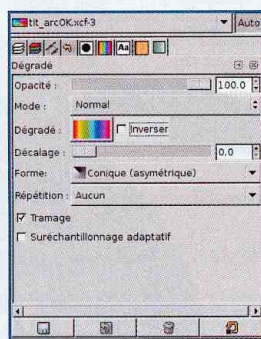 tit_arcOK.xcf-3 Auto
Aa
Dégradé
Opacité : 100.0
Mode : Normal
Dégradé : Inverser
Décalage : 0.0
Forme: Conique (asymétrique)
Répétition : Aucun
Tramage
Suréchantillonnage adaptatif